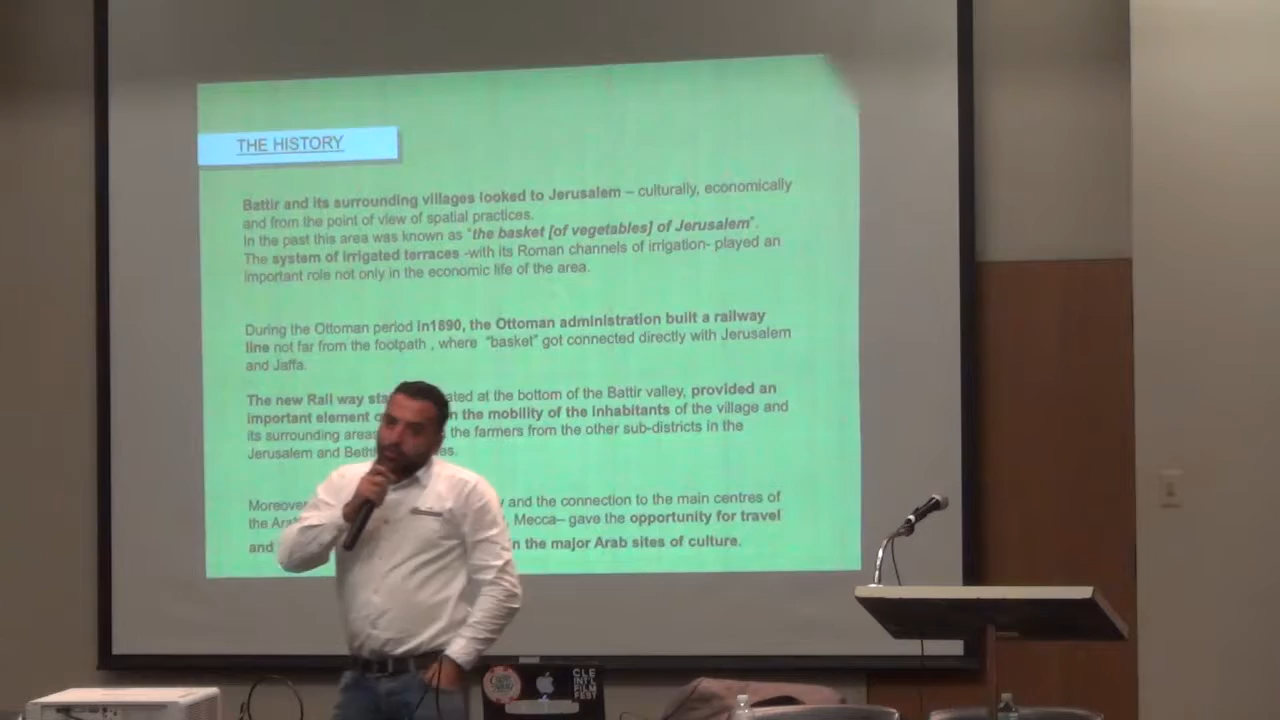 THE HISTORY
Battir and its surrounding villages looked to Jerusalem – culturally, economically
and from the point of view of spatial practices.
In the past this area was known as "the basket [of vegetables] of Jerusalem".
The system of irrigated terraces -with its Roman channels of irrigation- played an
important role not only in the economic life of the area.
During the Ottoman period in1890, the Ottoman administration built a railway
line not far from the footpath , where "basket" got connected directly with Jerusalem
and Jaffa.
The new Rail way ated at the bottom of the Battir valley, provided an
important element in the mobility of the inhabitants of the village and
its surrounding areas the farmers from the other sub-districts in the
Jerusalem and
Moreover and the connection to the main centres of
the Mecca– gave the opportunity for travel
and the major Arab sites of culture.
CLE
INT'L
FILM
FEST